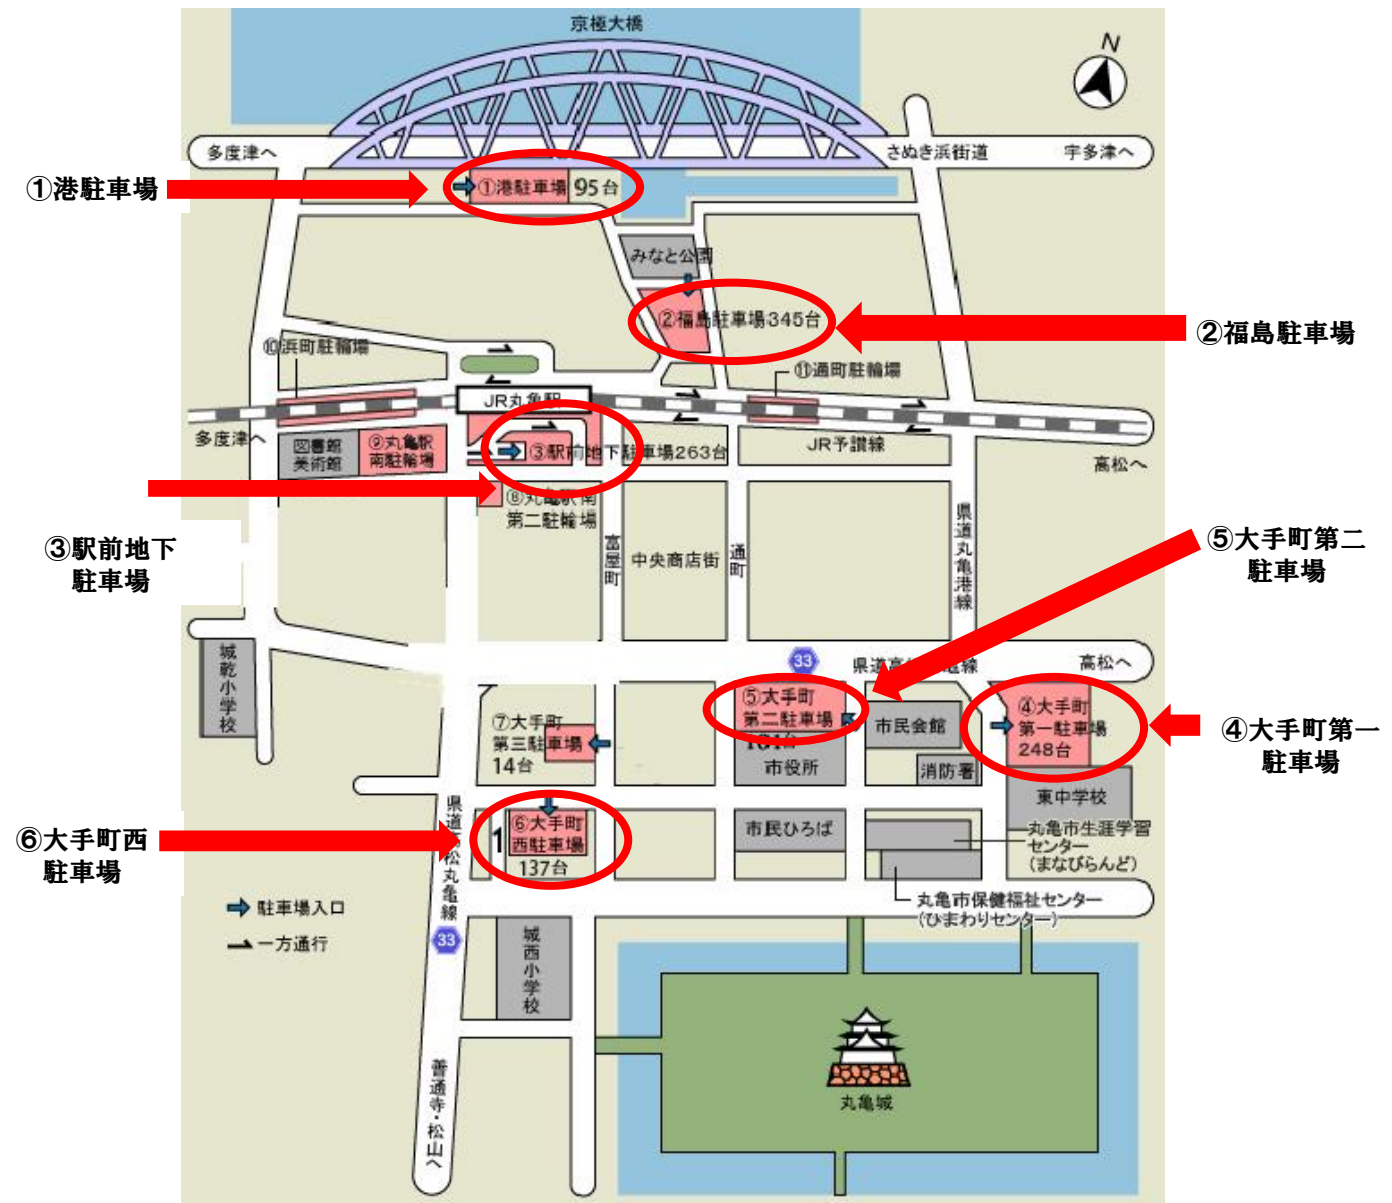 京極大橋
N
多度津へ
さぬき浜街道
宇多津へ
①港駐車場
①港駐車場 95台
みなと公園
②福島駐車場345台
②福島駐車場
⑩浜町駐輪場
⑪通町駐輪場
JR丸亀駅
多度津へ
図書館
美術館
⑨丸亀駅
南駐輪場
③駅前地下駐車場263台
JR予讃線
高松へ
⑧丸亀駅南
第二駐輪場
③駅前地下
駐車場
富屋町
中央商店街
通町
県道丸亀港線
⑤大手町第二
駐車場
城乾小学校
33
高松へ
⑤大手町
第二駐車場
市役所
市民会館
消防署
④大手町
第一駐車場
248台
④大手町第一
駐車場
⑦大手町
第三駐車場
14台
東中学校
⑥大手町西
駐車場
1
⑥大手町
西駐車場
137台
市民ひろば
丸亀市生涯学習
センター
(まなびらんど)
丸亀市保健福祉センター
(ひまわりセンター)
駐車場入口
一方通行
33
城西小学校
善通寺・松山へ
丸亀城